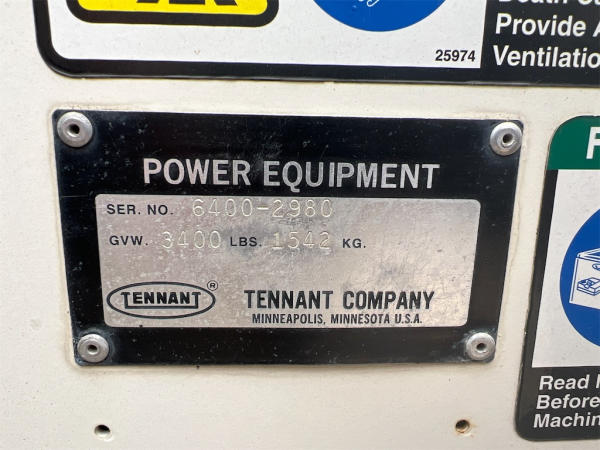 Provide
25974
Ventilation
POWER EQUIPMENT
SER. NO. 6400-2980
GVW. 3400 LBS. 1542 KG.
TENNANT ® TENNANT COMPANY
MINNEAPOLIS, MINNESOTA U.S.A.
Read
Before
Machin